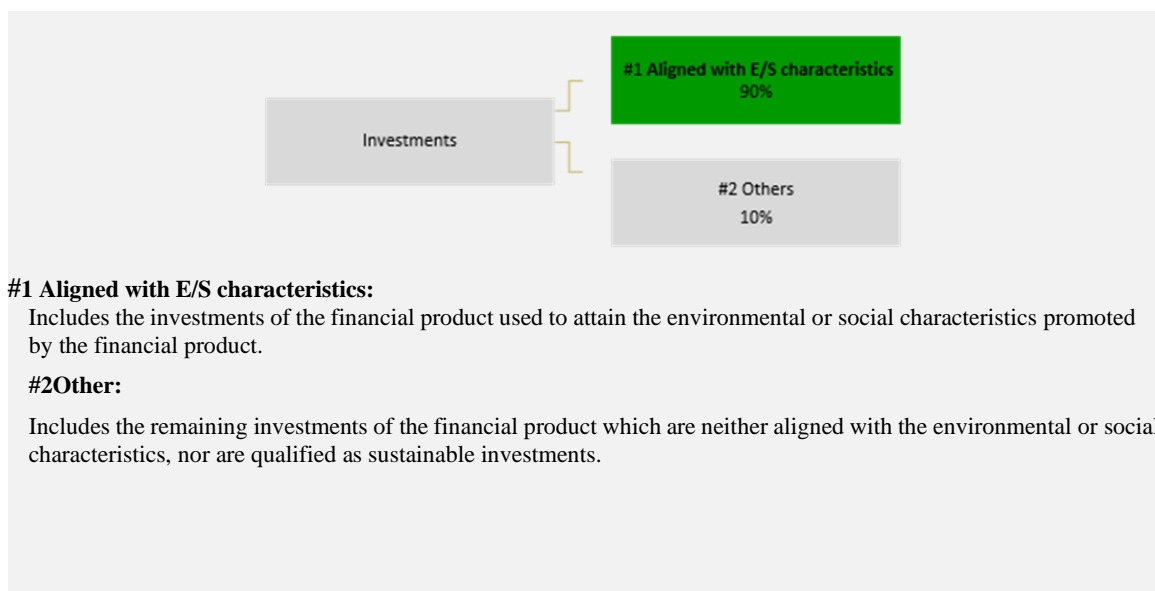 #1 Aligned with E/S characteristics
90%
Investments
#2 Others
10%
#1 Aligned with E/S characteristics:
Includes the investments of the financial product used to attain the environmental or social characteristics promoted
by the financial product.
#2Other:
Includes the remaining investments of the financial product which are neither aligned with the environmental or social
characteristics, nor are qualified as sustainable investments.